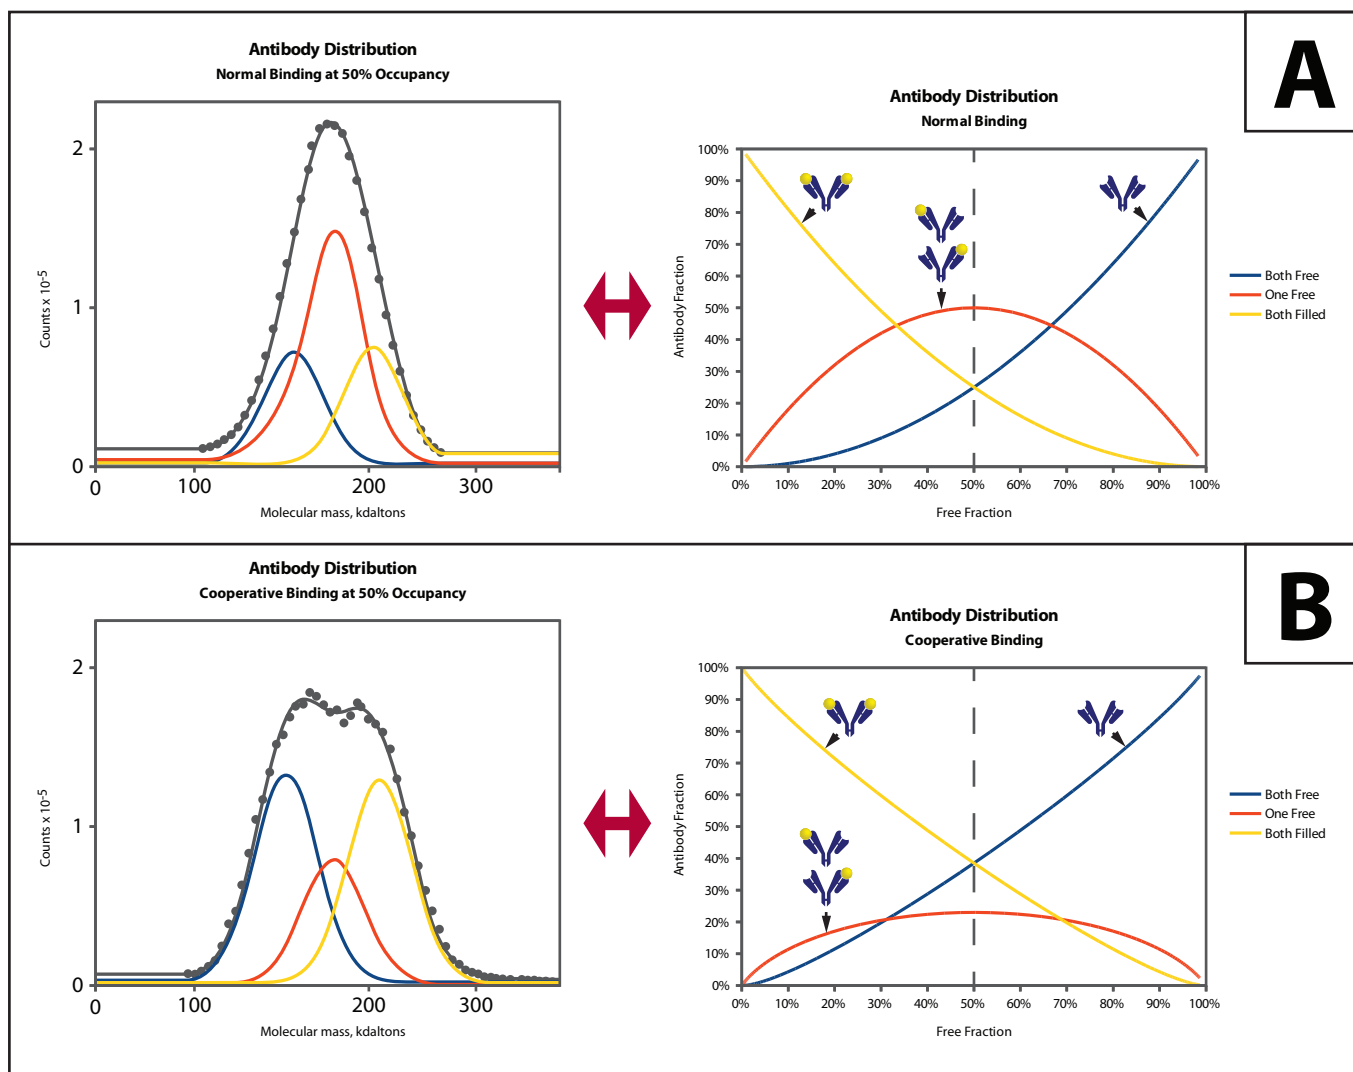 A
Antibody Distribution
Normal Binding at 50% Occupancy
Counts x 10-5
2
1
0
0 100 200 300
Molecular mass, kdaltons
Antibody Distribution
Normal Binding
Antibody Fraction
100%
90%
80%
70%
60%
50%
40%
30%
20%
10%
0%
0% 10% 20% 30% 40% 50% 60% 70% 80% 90% 100%
Free Fraction
Both Free
One Free
Both Filled
B
Antibody Distribution
Cooperative Binding at 50% Occupancy
Counts x 10-5
2
1
0
0 100 200 300
Molecular mass, kdaltons
Antibody Distribution
Cooperative Binding
Antibody Fraction
100%
90%
80%
70%
60%
50%
40%
30%
20%
10%
0%
0% 10% 20% 30% 40% 50% 60% 70% 80% 90% 100%
Free Fraction
Both Free
One Free
Both Filled